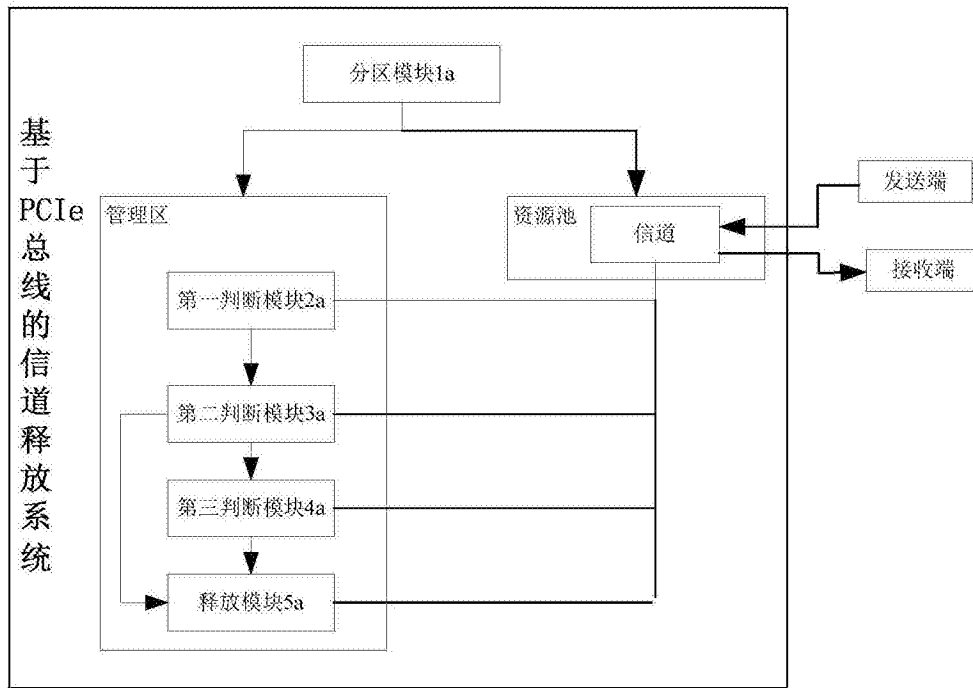 基于PCIe总线的信道释放系统
分区模块1a
管理区
资源池
信道
发送端
接收端
第一判断模块2a
第二判断模块3a
第三判断模块4a
释放模块5a